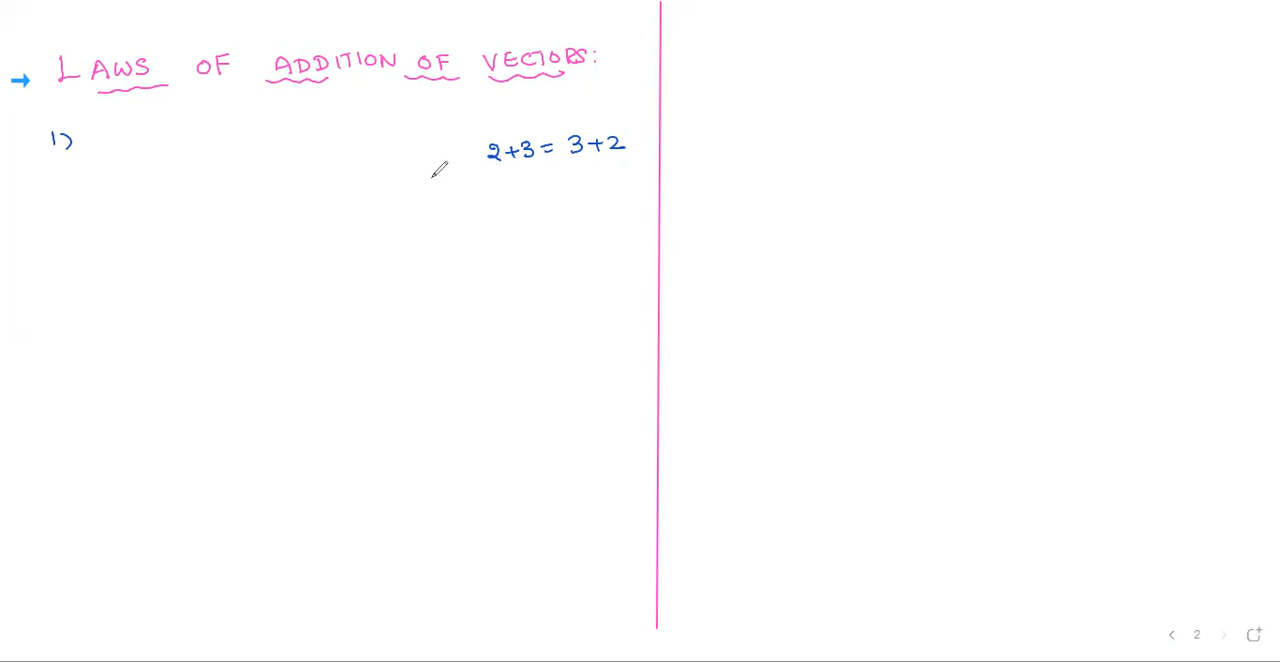 → LAWS OF ADDITION OF VECTORS:
1)
2+3 = 3+2
2